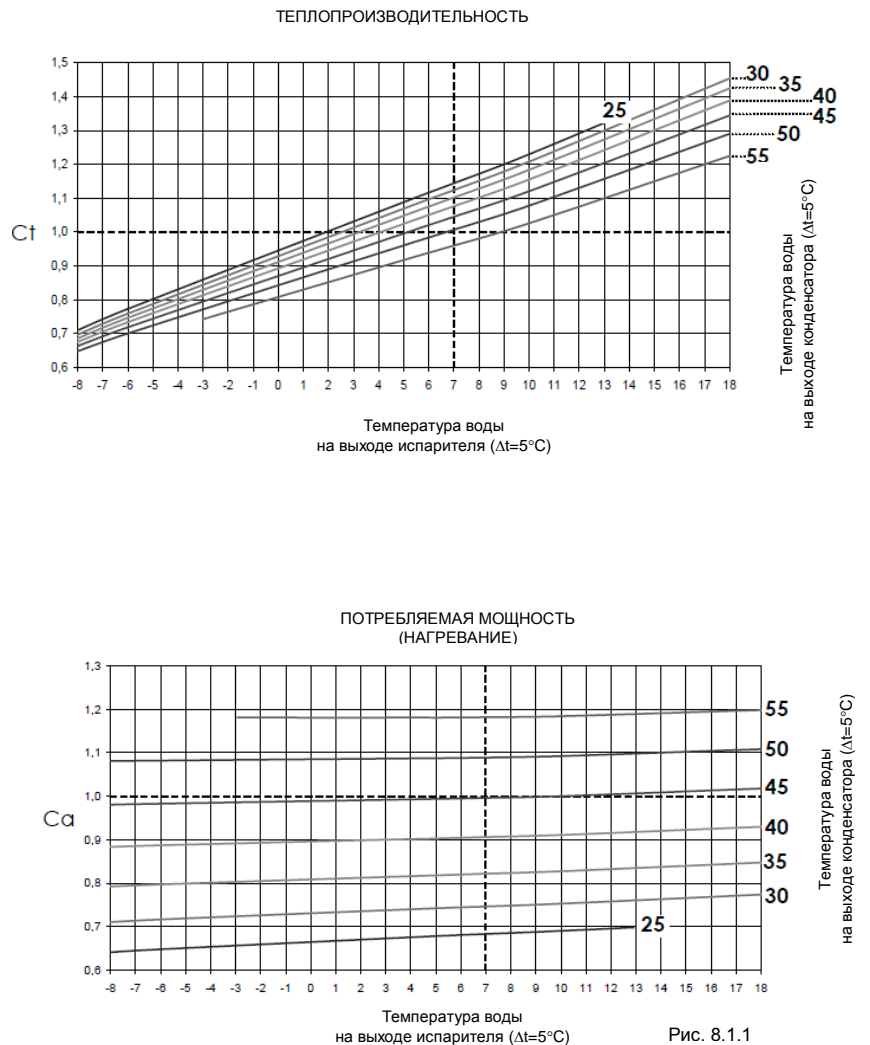 ТЕПЛОПРОИЗВОДИТЕЛЬНОСТЬ
1,5
1,4
1,3
1,2
1,1
1,0
0,9
0,8
0,7
0,6
Ct
-8 -7 -6 -5 -4 -3 -2 -1 0 1 2 3 4 5 6 7 8 9 10 11 12 13 14 15 16 17 18
25
30
35
40
45
50
55
Температура воды
на выходе конденсатора (Δt=5°C)
Температура воды
на выходе испарителя (Δt=5°C)
ПОТРЕБЛЯЕМАЯ МОЩНОСТЬ
(НАГРЕВАНИЕ)
1,3
1,2
1,1
1,0
0,9
0,8
0,7
0,6
Ca
-8 -7 -6 -5 -4 -3 -2 -1 0 1 2 3 4 5 6 7 8 9 10 11 12 13 14 15 16 17 18
55
50
45
40
35
30
25
Температура воды
на выходе конденсатора (Δt=5°C)
Температура воды
на выходе испарителя (Δt=5°C)
Рис. 8.1.1